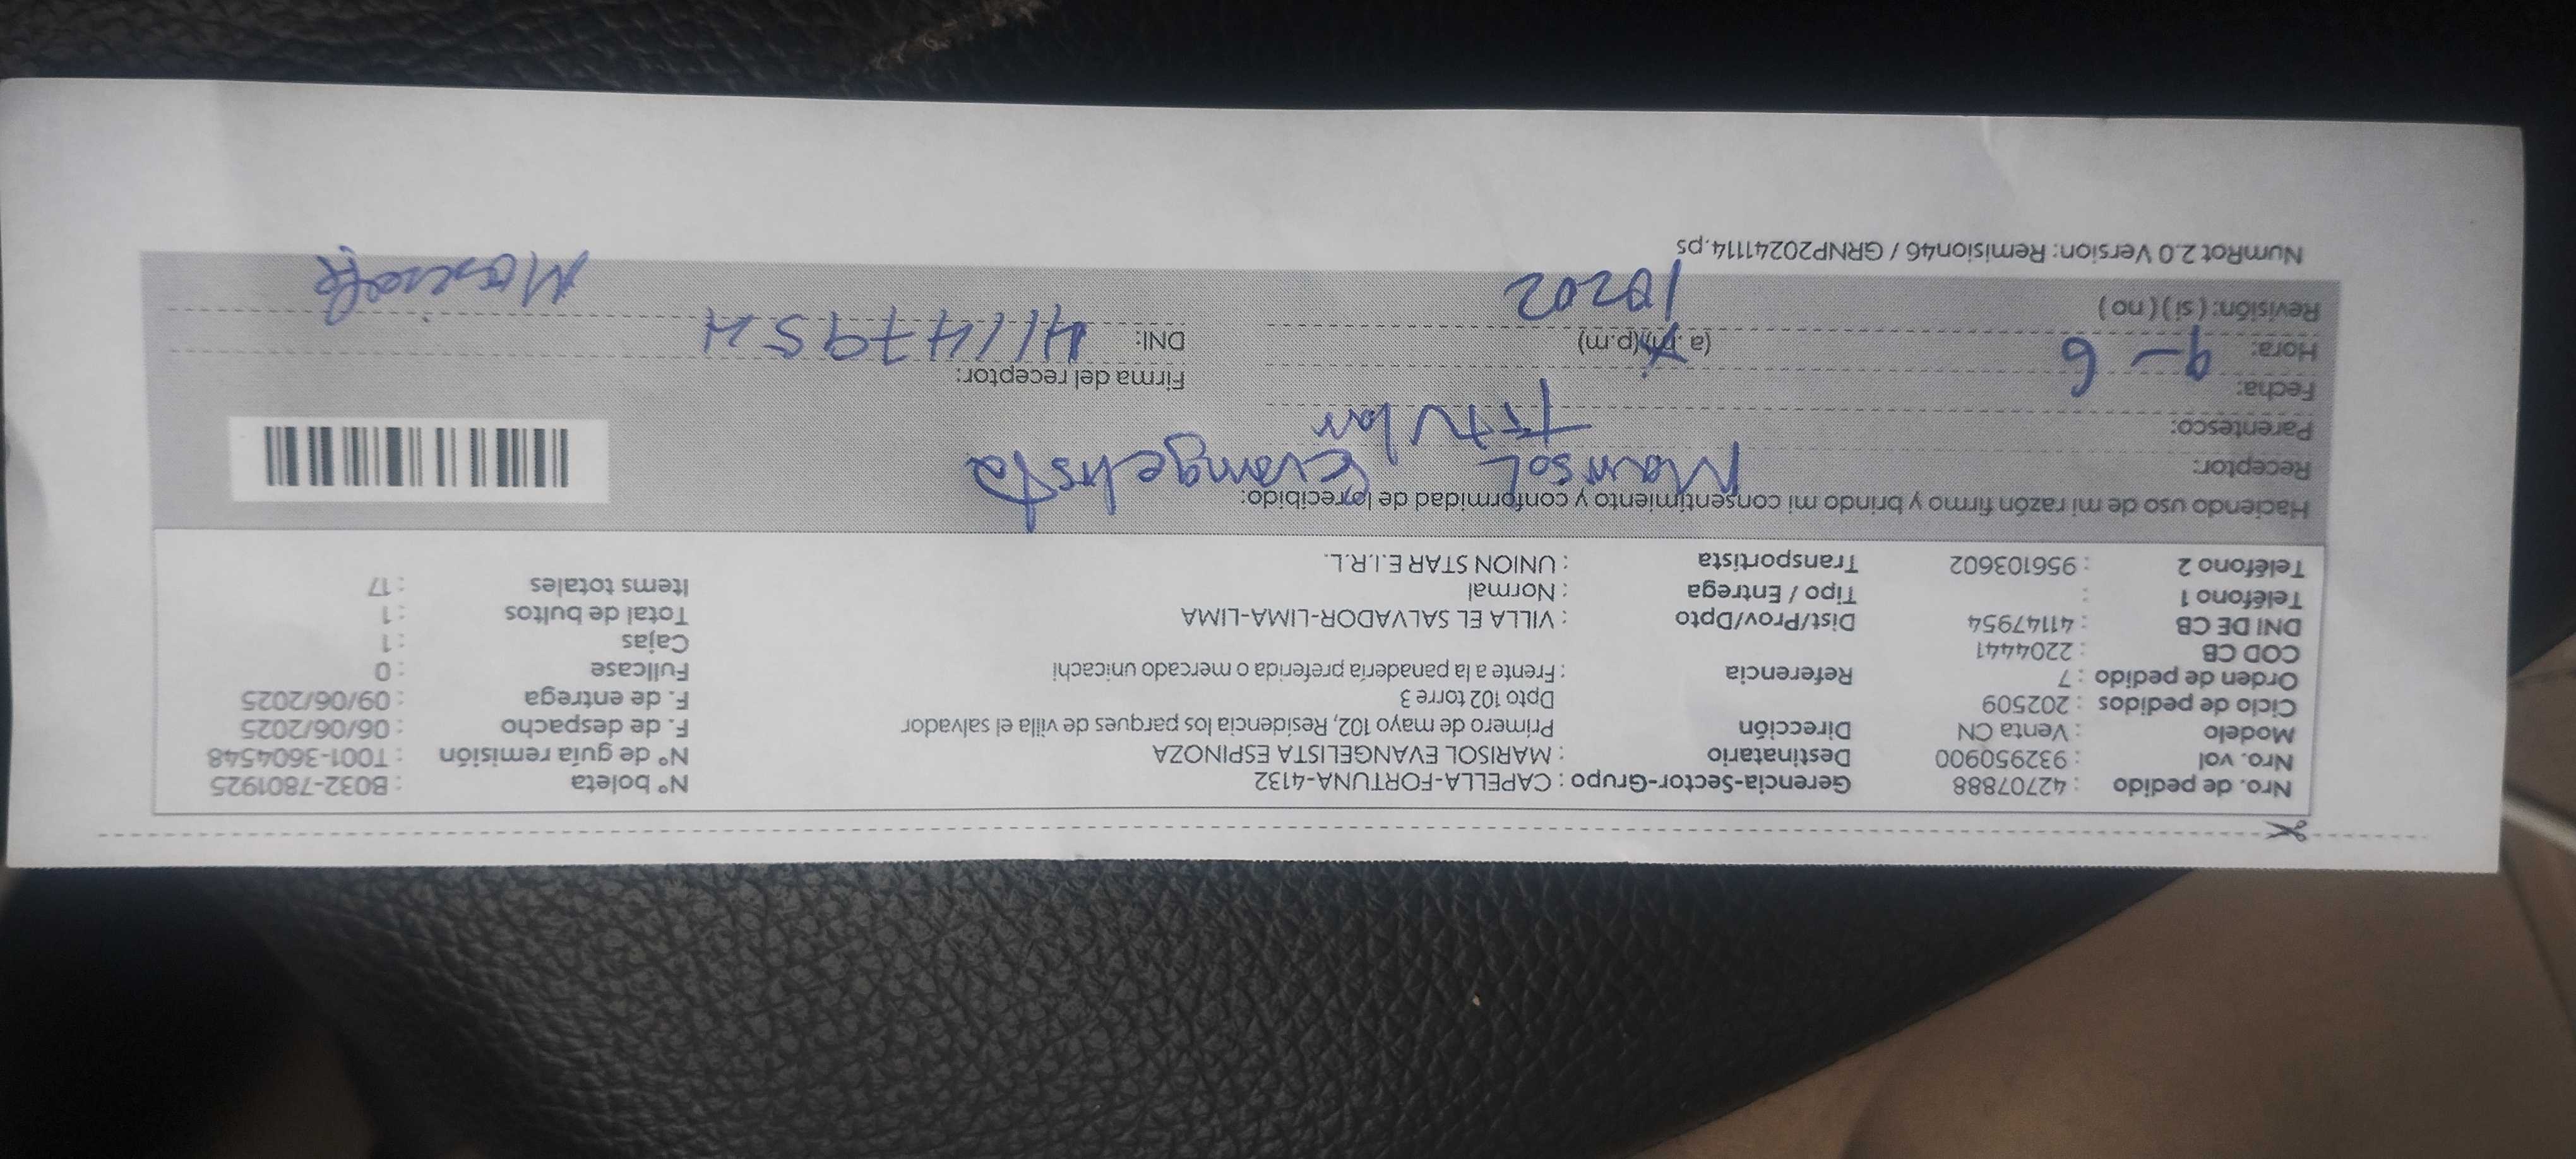 Nro. de pedido : 42707888 Gerencia-Sector-Grupo : CAPELLA-FORTUNA-4132 N° boleta : B032-7801925
Nro. vol : 932950900 Destinatario : MARISOL EVANGELISTA ESPINOZA N° de guía remisión : T001-3604548
Modelo : Venta CN Dirección Primero de mayo 102, Residencia los parques de villa el salvador F. de despacho : 06/06/2025
Ciclo de pedidos : 202509 Dpto 102 torre 3 F. de entrega : 09/06/2025
Orden de pedido : 7 Referencia : Frente a la panadería preferida o mercado unicachi Fullcase : 0
COD CB : 2204441 Cajas : 1
DNI DE CB : 41147954 Dist/Prov/Dpto : VILLA EL SALVADOR-LIMA-LIMA Total de bultos : 1
Teléfono 1 : Tipo / Entrega : Normal Items totales : 17
Teléfono 2 : 956103602 Transportista : UNION STAR E.I.R.L.
Haciendo uso de mi razón firmo y brindo mi consentimiento y conformidad de lo recibido:
Receptor: Marisol Evangelista
Parentesco: Titular
Fecha: 9-6 Firma del receptor:
Hora: (a .m)(p.m) DNI: 41147954
Revisión: ( si ) ( no ) 10202
NumRot 2.0 Version: Remision46 / GRNP20241114.ps